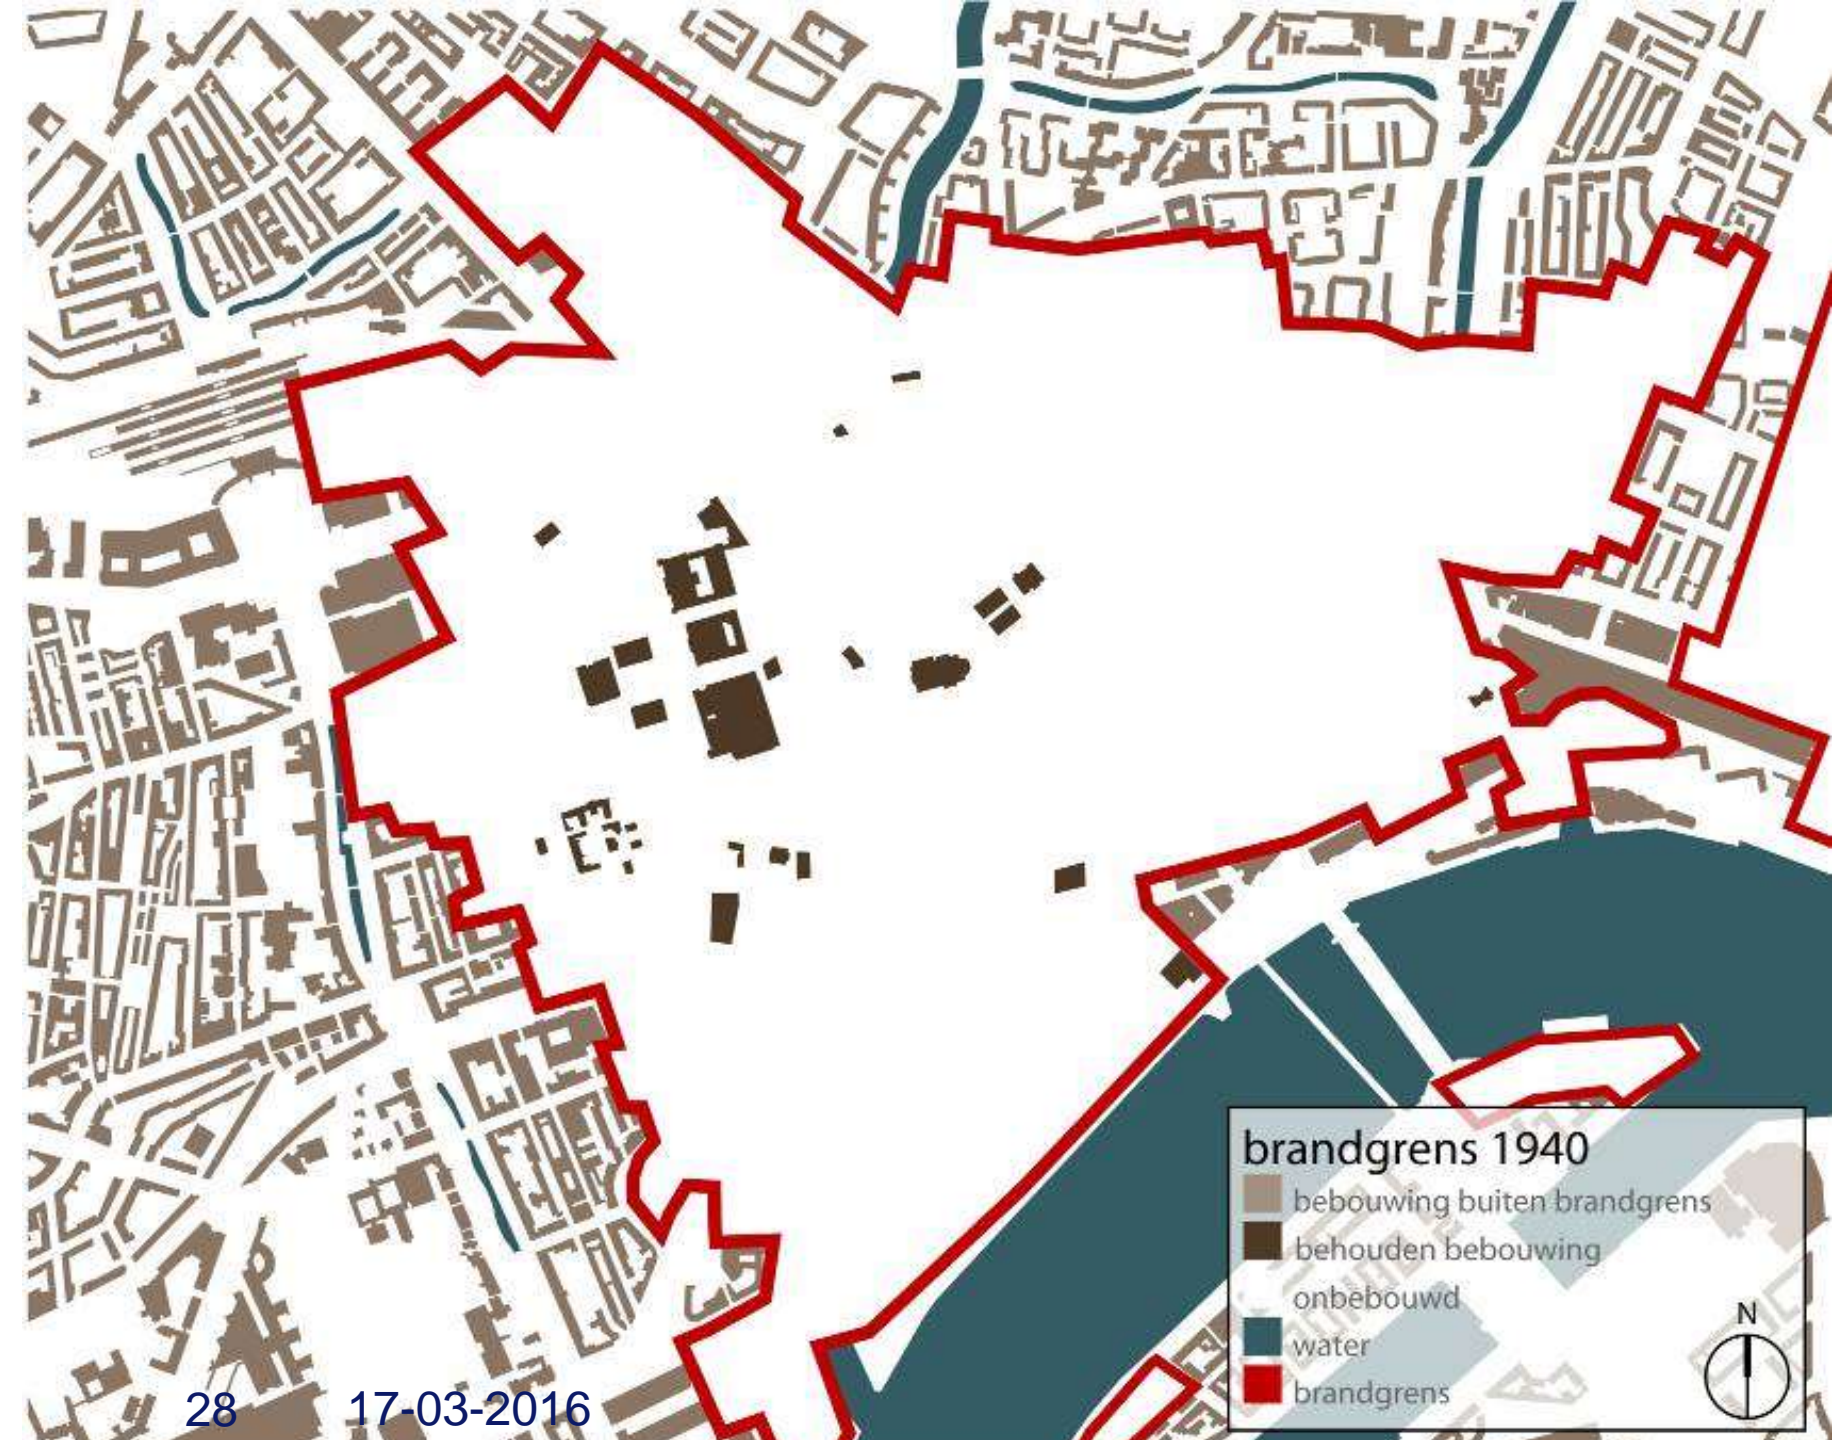 brandgrens 1940
bebouwing buiten brandgrens
behouden bebouwing
onbebouwd
water
brandgrens
N
28 17-03-2016